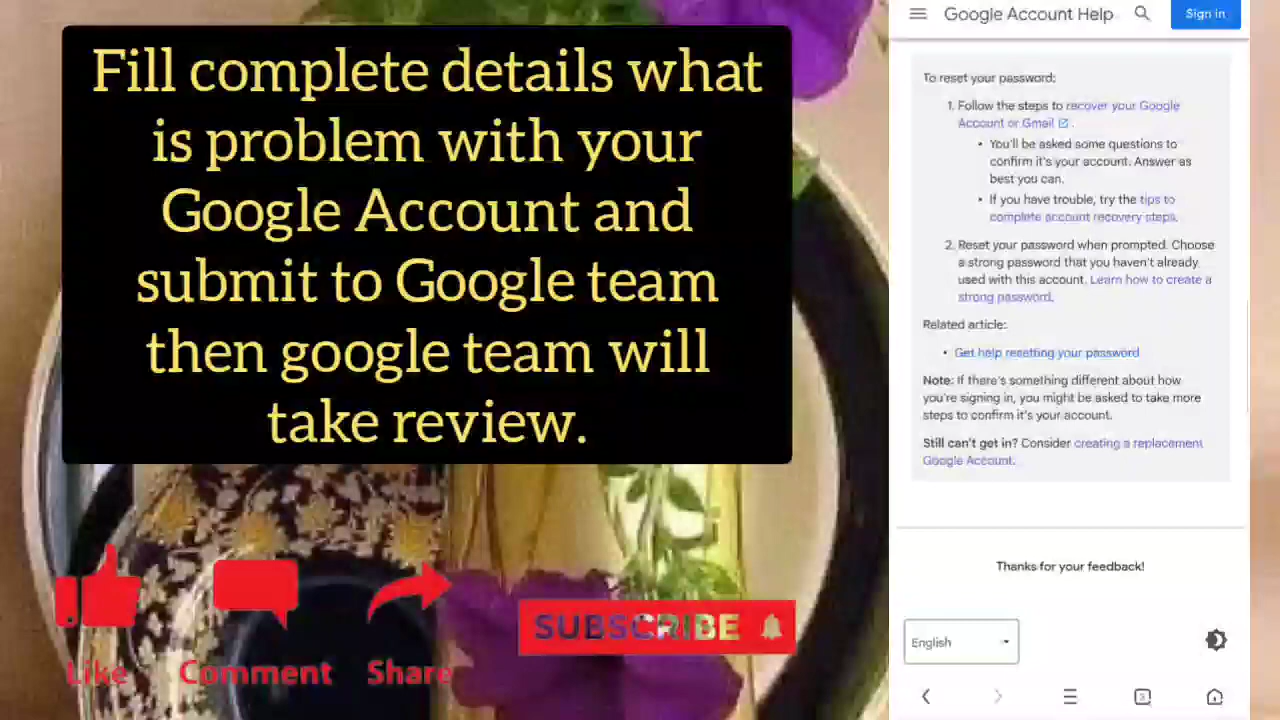 Fill complete details what
is problem with your
Google Account and
submit to Google team
then google team will
take review.
Like
Comment
Share
SUBSCRIBE
Google Account Help
Sign in
To reset your password:
1. Follow the steps to recover your Google
Account or Gmail .
• You'll be asked some questions to
confirm it's your account. Answer as
best you can.
• If you have trouble, try the tips to
complete account recovery steps.
2. Reset your password when prompted. Choose
a strong password that you haven't already
used with this account. Learn how to create a
strong password.
Related article:
• Get help resetting your password
Note: If there's something different about how
you're signing in, you might be asked to take more
steps to confirm it's your account.
Still can't get in? Consider creating a replacement
Google Account.
Thanks for your feedback!
English